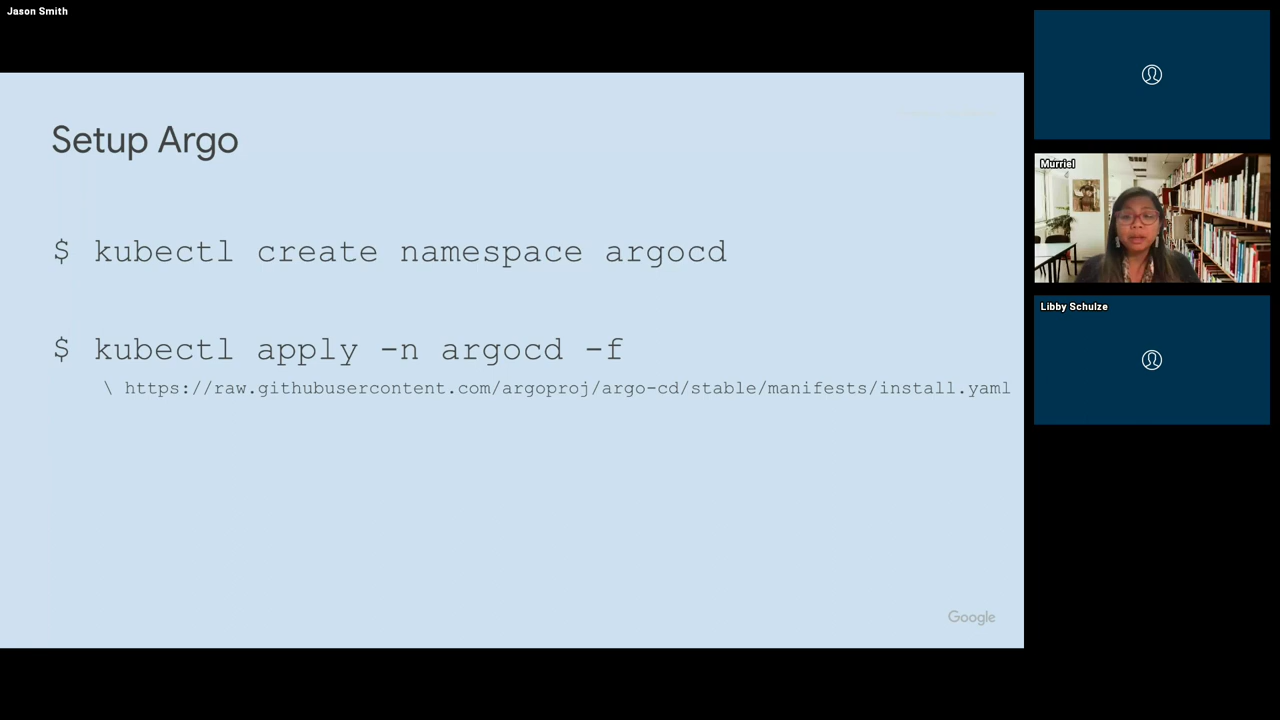 Jason Smith
Setup Argo
$ kubectl create namespace argocd
$ kubectl apply -n argocd -f
\ https://raw.githubusercontent.com/argoproj/argo-cd/stable/manifests/install.yaml
Google
Murriel
Libby Schulze